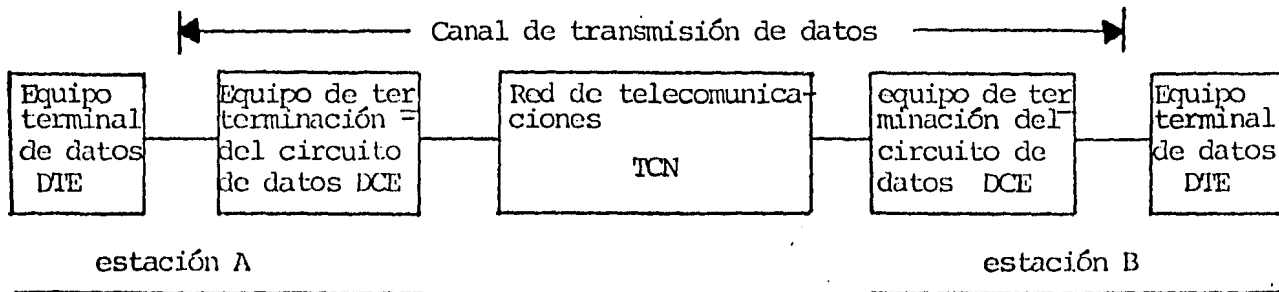 Canal de transmisión de datos
Equipo
terminal
de datos
DTE
Equipo de ter
terminación =
del circuito
de datos DCE
Red de telecomunica-
ciones
TCN
equipo de ter
minación del
circuito de
datos DCE
Equipo
terminal
de datos
DTE
estación A
estación B